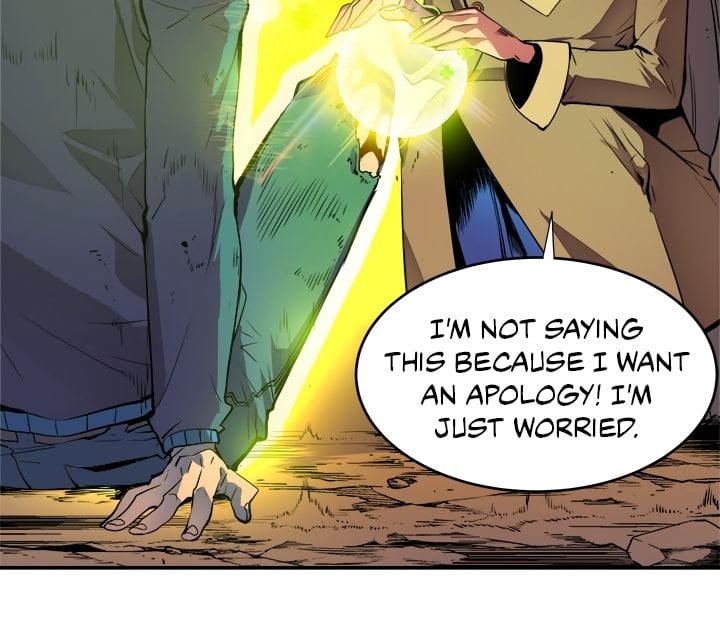 I'M NOT SAYING
THIS BECAUSE I WANT
AN APOLOGY! I'M
JUST WORRIED.